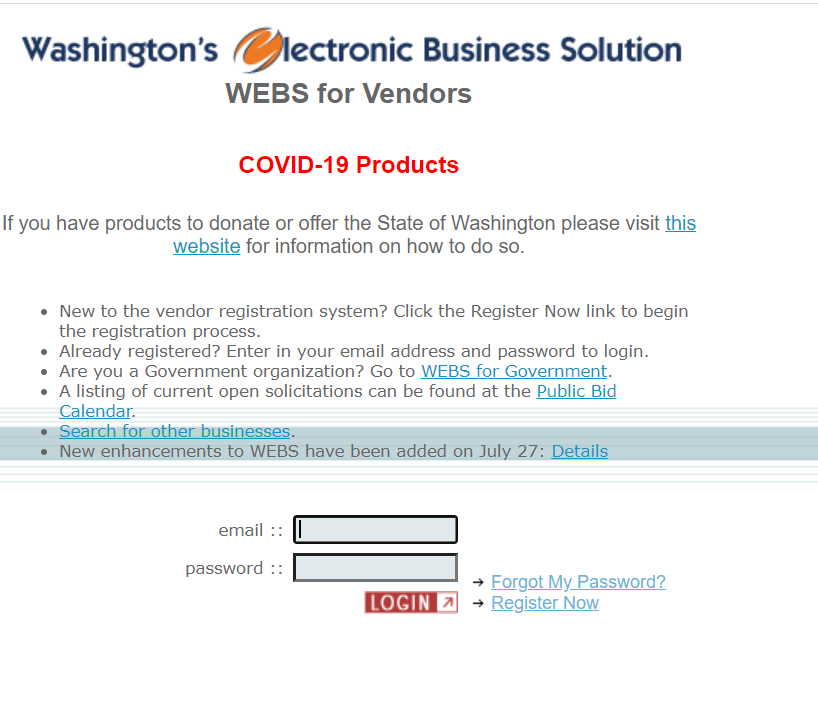 Washington's Electronic Business Solution
WEBS for Vendors
COVID-19 Products
If you have products to donate or offer the State of Washington please visit this
website for information on how to do so.
• New to the vendor registration system? Click the Register Now link to begin
the registration process.
• Already registered? Enter in your email address and password to login.
• Are you a Government organization? Go to WEBS for Government.
• A listing of current open solicitations can be found at the Public Bid
Calendar.
• Search for other businesses.
• New enhancements to WEBS have been added on July 27: Details
email ::
password ::
→ Forgot My Password?
LOGIN → Register Now